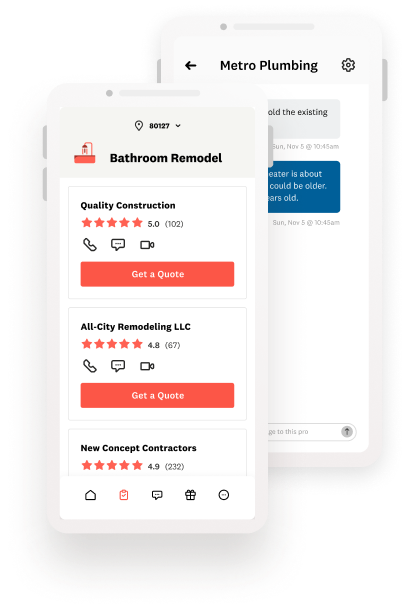 80127
Bathroom Remodel
Quality Construction
5.0 (102)
Get a Quote
All-City Remodeling LLC
4.8 (67)
Get a Quote
New Concept Contractors
4.9 (232)
Metro Plumbing
old the existing
Sun, Nov 5 @ 10:45am
eater is about
could be older.
ears old.
Sun, Nov 5 @ 10:45am
ge to this pro